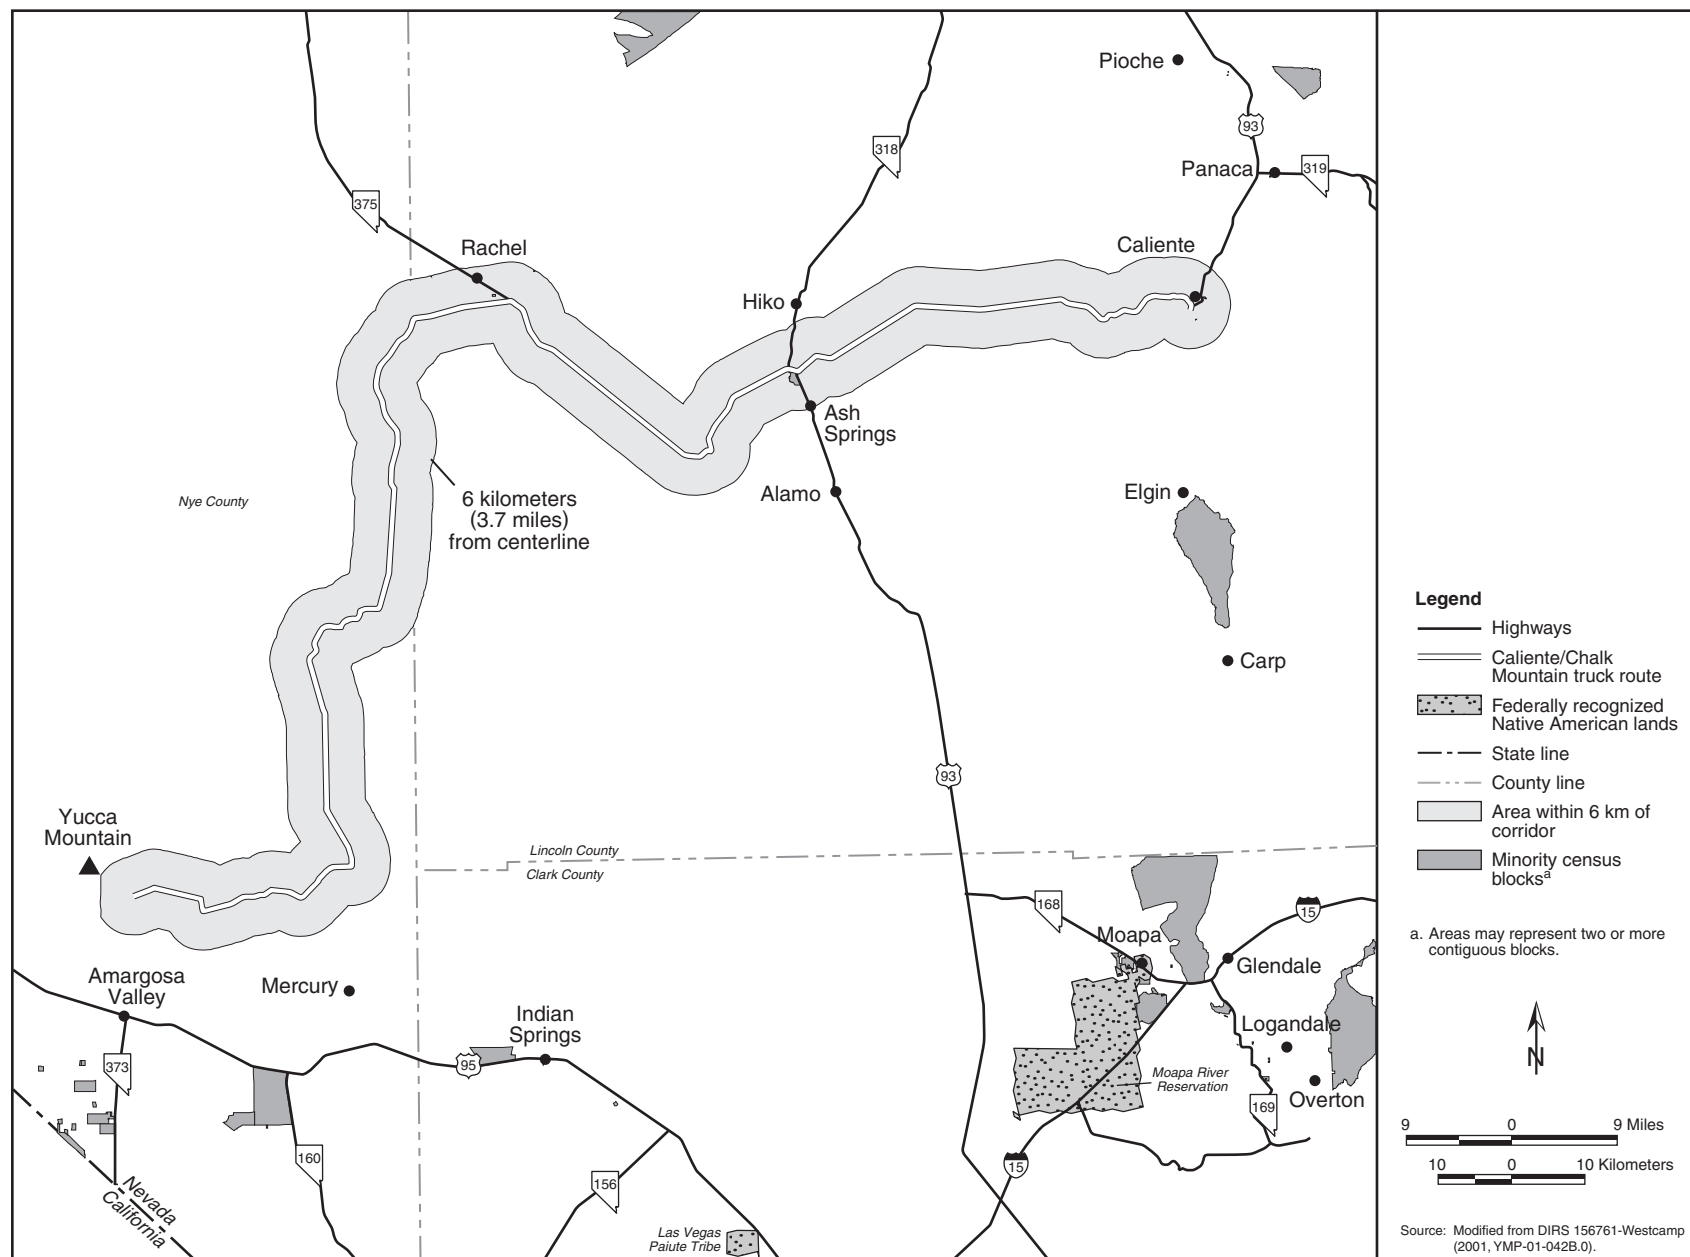 Pioche
93
318
Panaca
319
375
Rachel
Caliente
Hiko
Ash
Springs
Alamo
Elgin
Nye County
6 kilometers
(3.7 miles)
from centerline
Carp
93
Yucca
Mountain
Lincoln County
Clark County
168
15
Moapa
Glendale
Amargosa
Valley
Mercury
Indian
Springs
Logandale
95
373
Moapa River
Reservation
Overton
169
160
15
156
Nevada
California
Las Vegas
Paiute Tribe
Legend
Highways
Caliente/Chalk
Mountain truck route
Federally recognized
Native American lands
State line
County line
Area within 6 km of
corridor
Minority census
blocksa
a. Areas may represent two or more
contiguous blocks.
N
9 0 9 Miles
10 0 10 Kilometers
Source: Modified from DIRS 156761-Westcamp
(2001, YMP-01-042B.0).